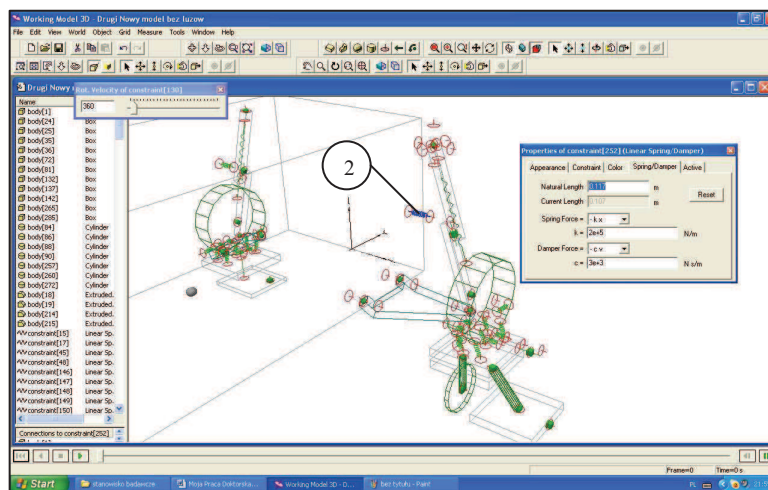 Working Model 3D - Drugi Nowy model bez luzow
File Edit View World Object Grid Measure Tools Window Help
Drugi Nowy
Rot. Velocity of constraint[130]
360
Name
body[1] Box
body[24] Box
body[25] Box
body[35] Box
body[36] Box
body[72] Box
body[81] Box
body[132] Box
body[137] Box
body[142] Box
body[265] Box
body[285] Box
body[84] Cylinder
body[86] Cylinder
body[88] Cylinder
body[90] Cylinder
body[257] Cylinder
body[260] Cylinder
body[272] Cylinder
body[18] Extruded.
body[19] Extruded.
body[214] Extruded.
body[215] Extruded.
constraint[15] Linear Sp.
constraint[17] Linear Sp.
constraint[45] Linear Sp.
constraint[48] Linear Sp.
constraint[146] Linear Sp.
constraint[147] Linear Sp.
constraint[148] Linear Sp.
constraint[149] Linear Sp.
constraint[150] Linear Sp.
Connections to constraint[252]
2
Properties of constraint[252] (Linear Spring/Damper)
Appearance Constraint Color Spring/Damper Active
Natural Length 0.117 m
Current Length 0.107 m
Reset
Spring Force = - k x
k = 2e+5 N/m
Damper Force = - c v
c = 3e+3 N s/m
Frame=0 Time=0 s
Start
stanowisko badawcze
Moja Praca Doktorska...
Working Model 3D - D...
bez tytułu - Paint
PL